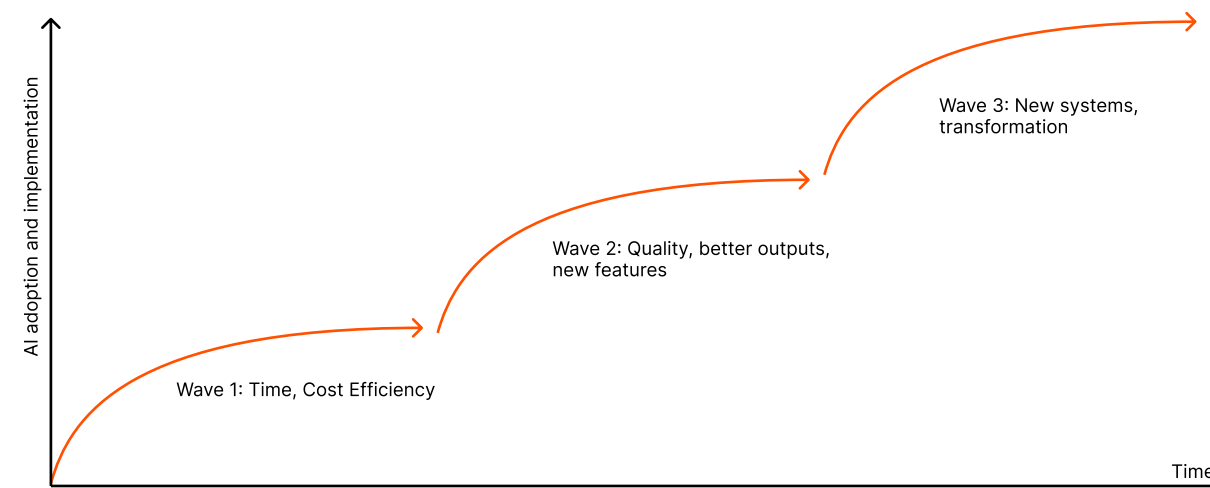 AI adoption and implementation
Wave 3: New systems,
transformation
Wave 2: Quality, better outputs,
new features
Wave 1: Time, Cost Efficiency
Time